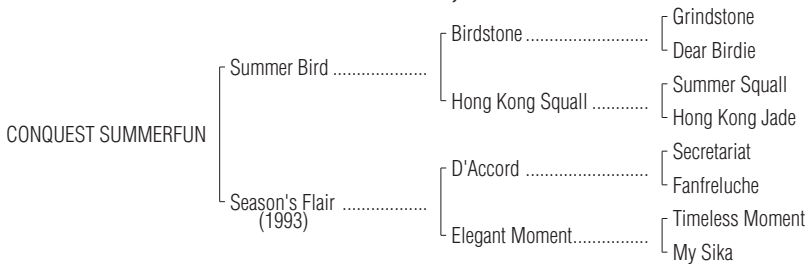 Grindstone
Birdstone ..........................
Dear Birdie
Summer Bird ....................
Summer Squall
Hong Kong Squall ............
Hong Kong Jade
CONQUEST SUMMERFUN
Secretariat
D'Accord ..........................
Fanfreluche
Season's Flair ..................
(1993)
Timeless Moment
Elegant Moment................
My Sika